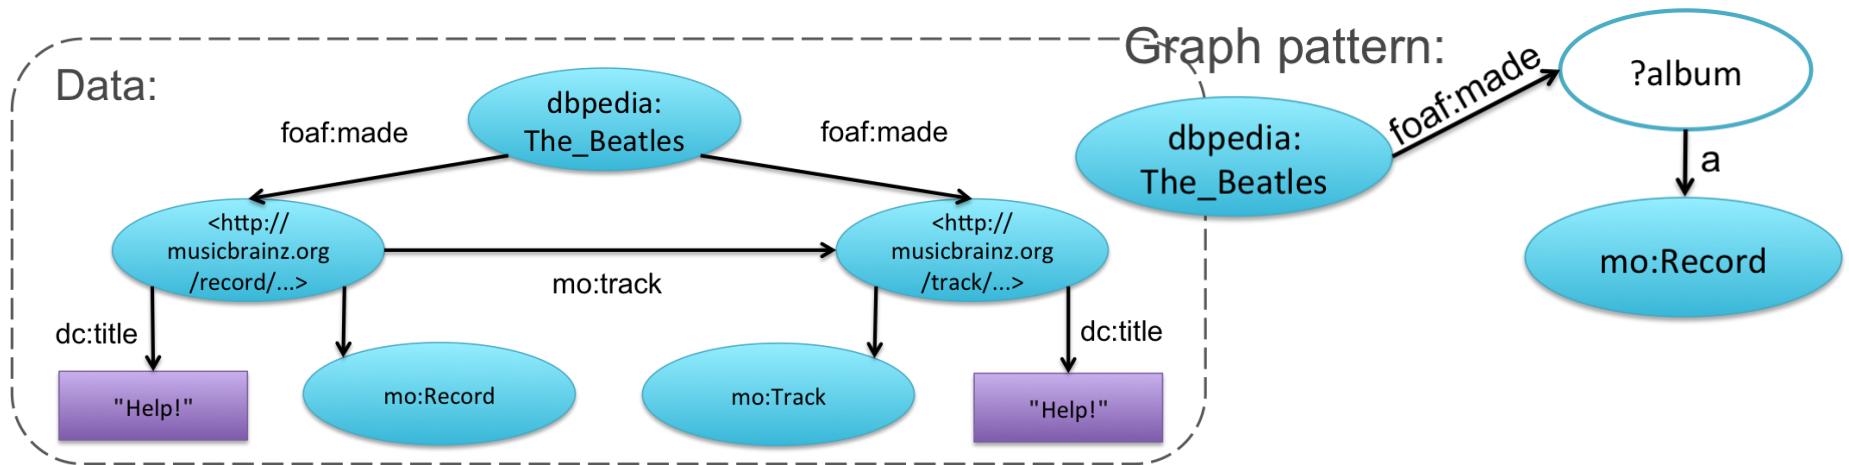 Data:
dbpedia:
The_Beatles
foaf:made
foaf:made
<http://
musicbrainz.org
/record/...>
mo:track
<http://
musicbrainz.org
/track/...>
dc:title
dc:title
"Help!"
mo:Record
mo:Track
"Help!"
Graph pattern:
dbpedia:
The_Beatles
foaf:made
?album
a
mo:Record